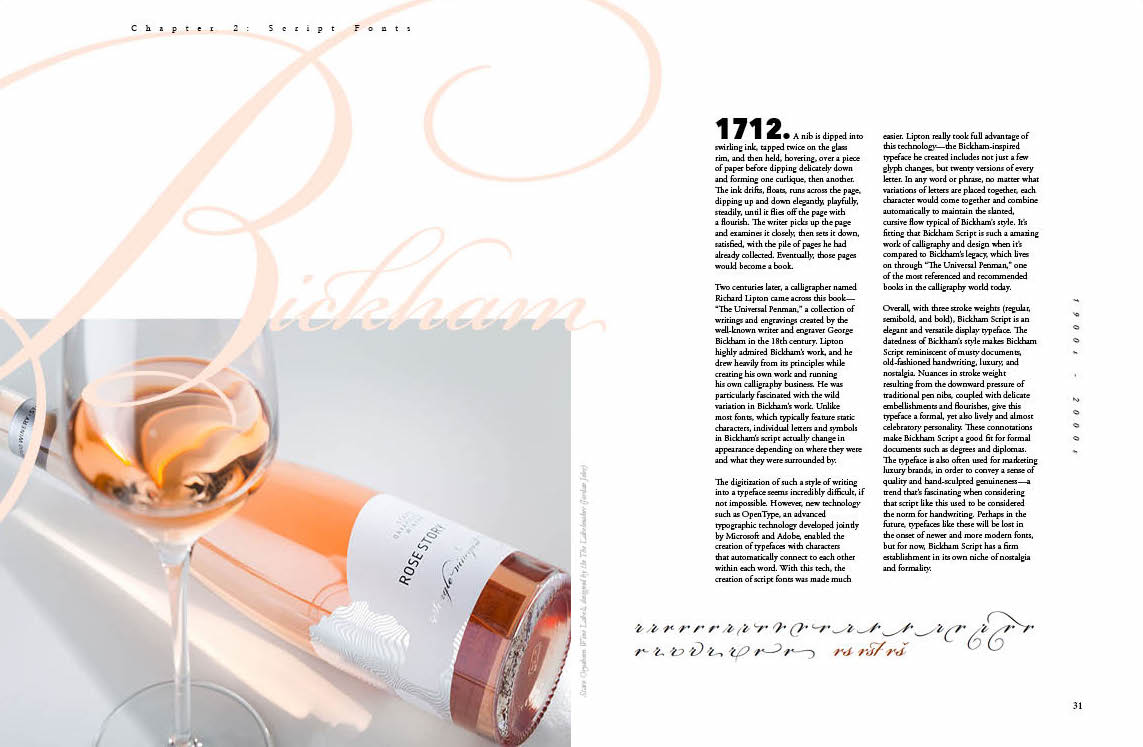 Chapter 2: Script Fonts
Bickham
ROSE STORY
1712. A nib is dipped into
swirling ink, tapped twice on the glass
rim, and then held, hovering, over a piece
of paper before dipping delicately down
and forming one curlique, then another.
The ink drifts, floats, runs across the page,
dipping up and down elegantly, playfully,
steadily, until it flies off the page with
a flourish. The writer picks up the page
and examines it closely, then sets it down,
satisfied, with the pile of pages he had
already collected. Eventually, those pages
would become a book.
Two centuries later, a calligrapher named
Richard Lipton came across this book—
“The Universal Penman,” a collection of
writings and engravings created by the
well-known writer and engraver George
Bickham in the 18th century. Lipton
highly admired Bickham’s work, and he
drew heavily from its principles while
creating his own work and running
his own calligraphy business. He was
particularly fascinated with the wild
variation in Bickham’s work. Unlike
most fonts, which typically feature static
characters, individual letters and symbols
in Bickham’s script actually change in
appearance depending on where they were
and what they were surrounded by.
The digitization of such a style of writing
into a typeface seems incredibly difficult, if
not impossible. However, new technology
such as OpenType, an advanced
typographic technology developed jointly
by Microsoft and Adobe, enabled the
creation of typefaces with characters
that automatically connect to each other
within each word. With this tech, the
creation of script fonts was made much
easier. Lipton really took full advantage of
this technology—the Bickham-inspired
typeface he created includes not just a few
glyph changes, but twenty versions of every
letter. In any word or phrase, no matter what
variations of letters are placed together, each
character would come together and combine
automatically to maintain the slanted,
cursive flow typical of Bickham’s style. It’s
fitting that Bickham Script is such a amazing
work of calligraphy and design when it’s
compared to Bickham’s legacy, which lives
on through “The Universal Penman,” one
of the most referenced and recommended
books in the calligraphy world today.
Overall, with three stroke weights (regular,
semibold, and bold), Bickham Script is an
elegant and versatile display typeface. The
datedness of Bickham’s style makes Bickham
Script reminiscent of musty documents,
old-fashioned handwriting, luxury, and
nostalgia. Nuances in stroke weight
resulting from the downward pressure of
traditional pen nibs, coupled with delicate
embellishments and flourishes, give this
typeface a formal, yet also lively and almost
celebratory personality. These connotations
make Bickham Script a good fit for formal
documents such as degrees and diplomas.
The typeface is also often used for marketing
luxury brands, in order to convey a sense of
quality and hand-sculpted genuineness—a
trend that’s fascinating when considering
that script like this used to be considered
the norm for handwriting. Perhaps in the
future, typefaces like these will be lost in
the onset of newer and more modern fonts,
but for now, Bickham Script has a firm
establishment in its own niche of nostalgia
and formality.
1900s - 2000s
31